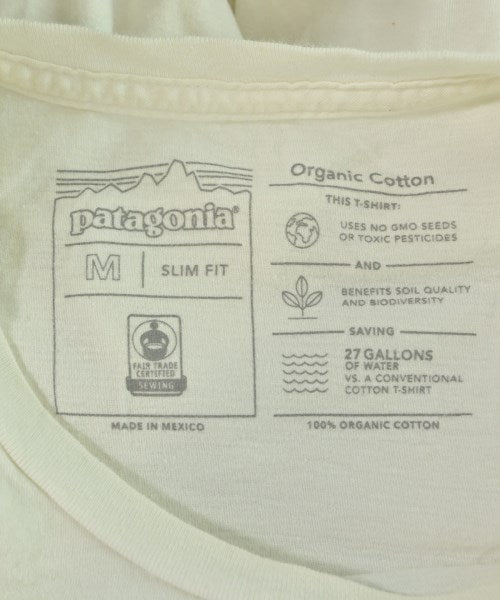 patagonia®
M | SLIM FIT
FAIR TRADE
CERTIFIED
SEWING
MADE IN MEXICO
Organic Cotton
THIS T-SHIRT:
USES NO GMO SEEDS
OR TOXIC PESTICIDES
AND
BENEFITS SOIL QUALITY
AND BIODIVERSITY
SAVING
27 GALLONS
OF WATER
VS. A CONVENTIONAL
COTTON T-SHIRT
100% ORGANIC COTTON